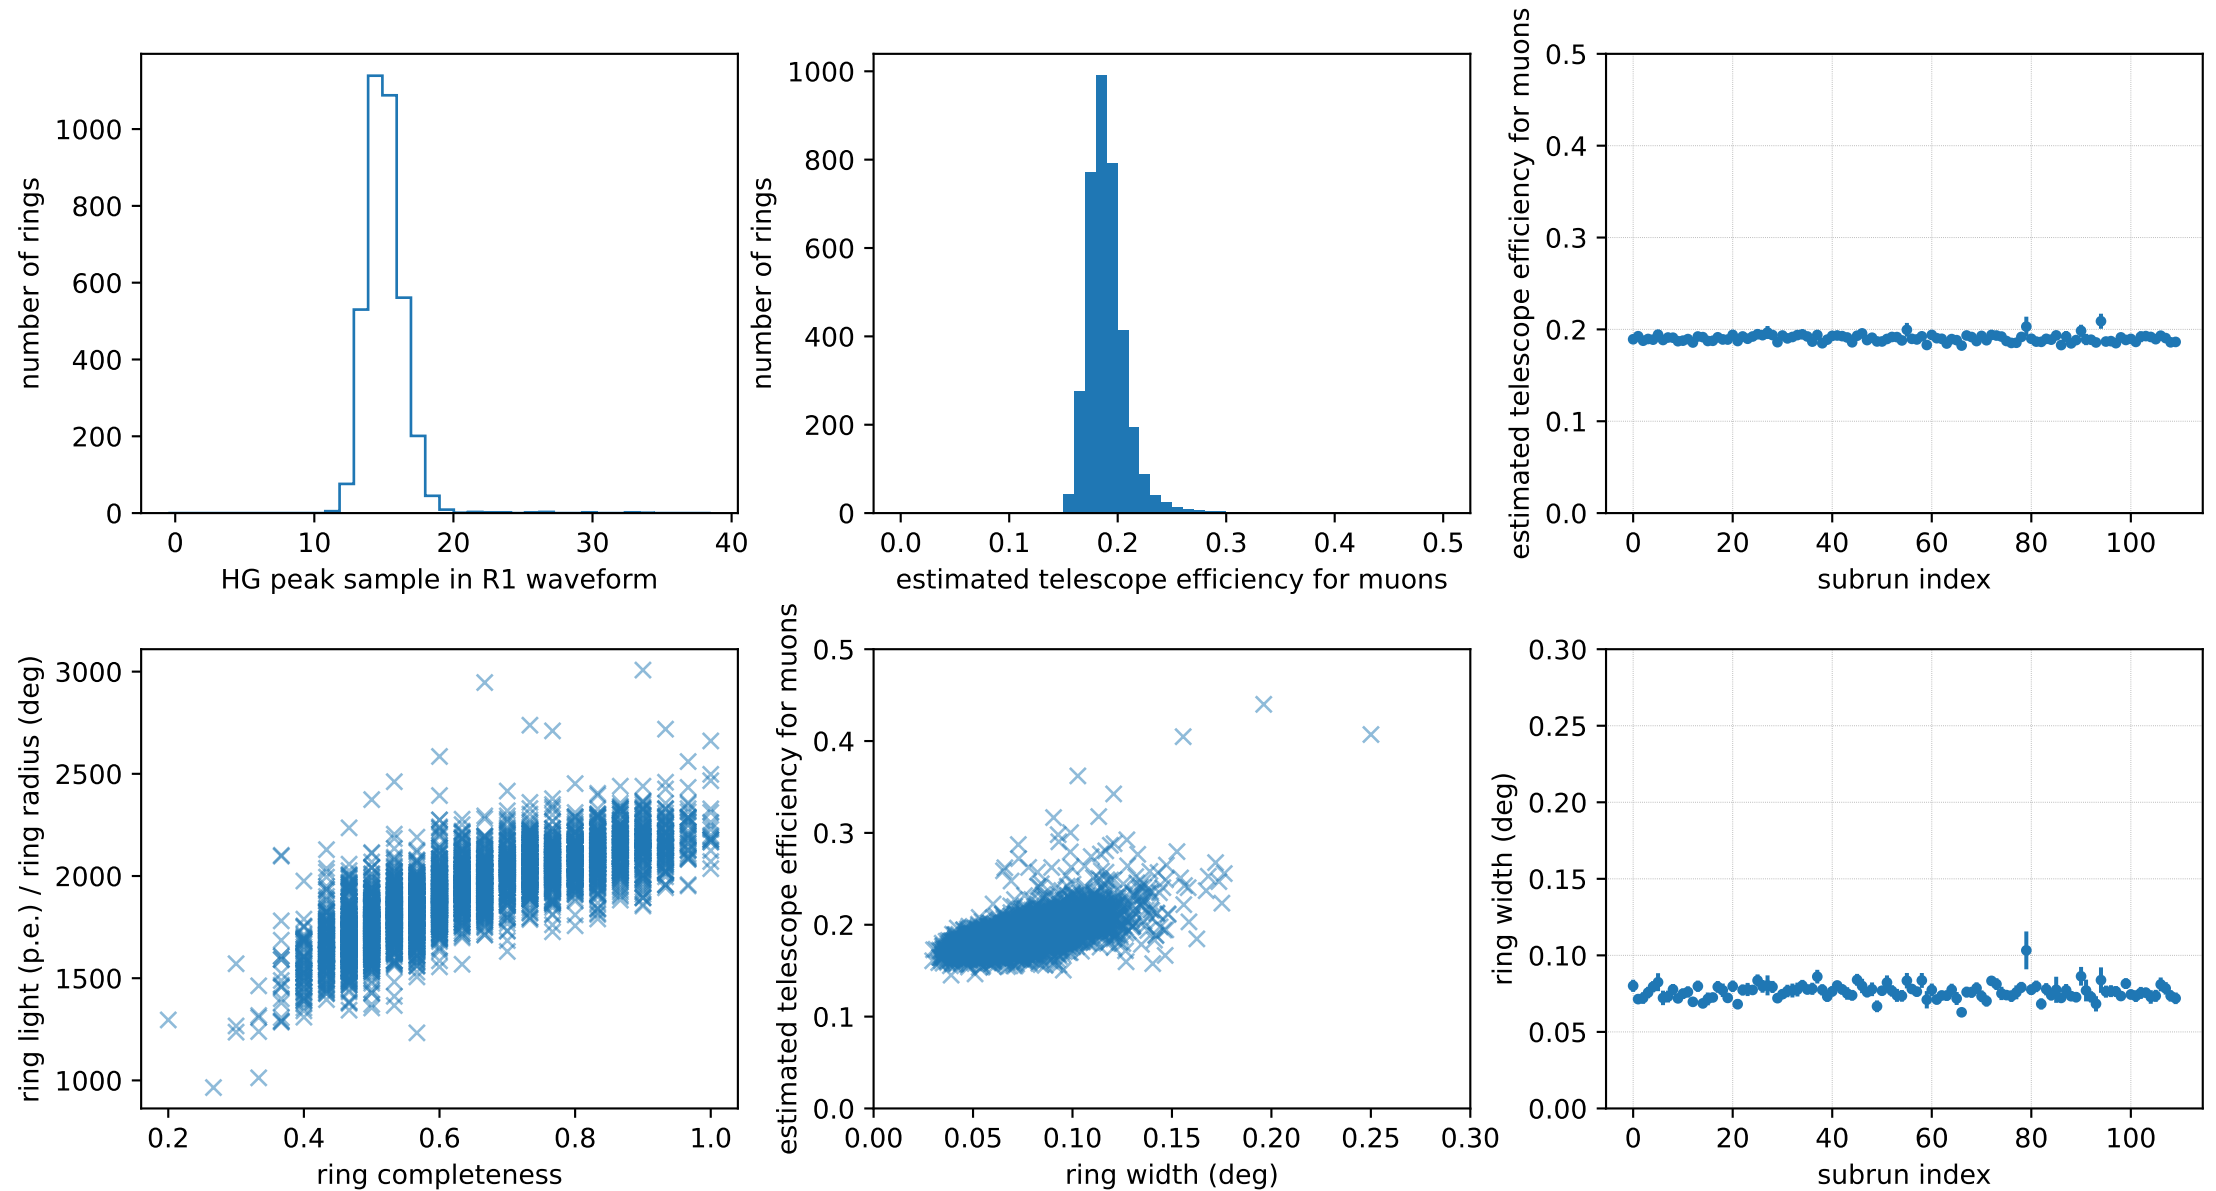 number of rings
1000
800
600
400
200
0
0 10 20 30 40
HG peak sample in R1 waveform
number of rings
1000
800
600
400
200
0
0.0 0.1 0.2 0.3 0.4 0.5
estimated telescope efficiency for muons
estimated telescope efficiency for muons
0.5
0.4
0.3
0.2
0.1
0.0
0 20 40 60 80 100
subrun index
ring light (p.e.) / ring radius (deg)
3000
2500
2000
1500
1000
0.2 0.4 0.6 0.8 1.0
ring completeness
estimated telescope efficiency for muons
0.5
0.4
0.3
0.2
0.1
0.0
0.00 0.05 0.10 0.15 0.20 0.25 0.30
ring width (deg)
ring width (deg)
0.30
0.25
0.20
0.15
0.10
0.05
0.00
0 20 40 60 80 100
subrun index